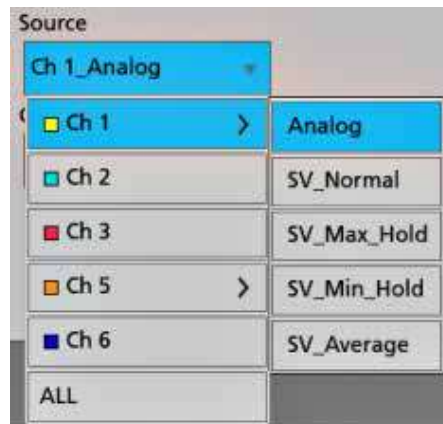 Source
Ch 1_Analog
Ch 1
Analog
Ch 2
SV_Normal
Ch 3
SV_Max_Hold
Ch 5
SV_Min_Hold
Ch 6
SV_Average
ALL